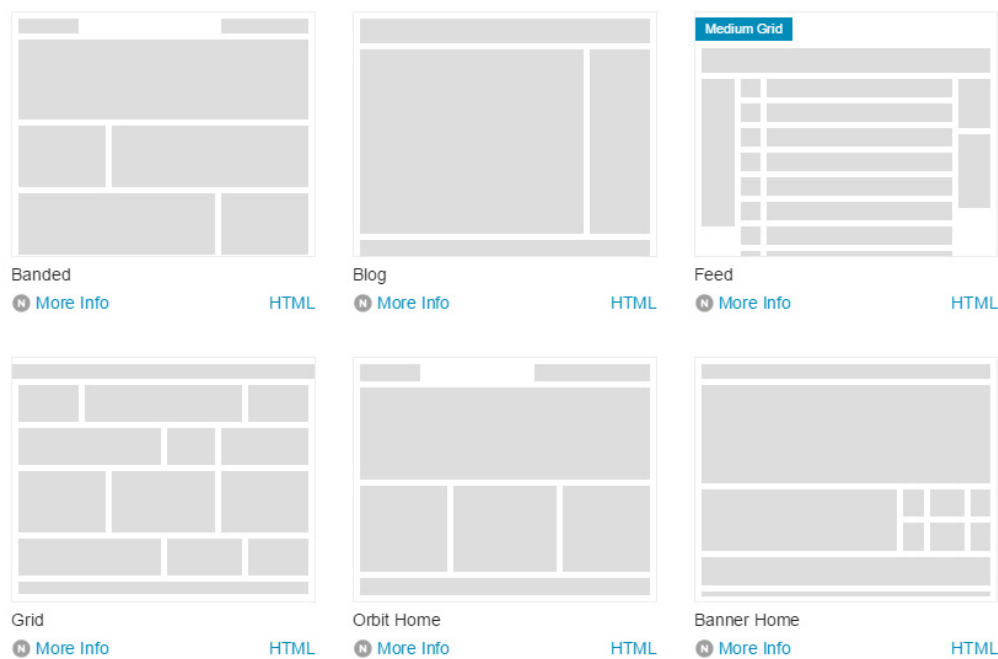 Medium Grid
Banded Blog Feed
N More Info HTML N More Info HTML N More Info HTML
Grid Orbit Home Banner Home
N More Info HTML N More Info HTML N More Info HTML